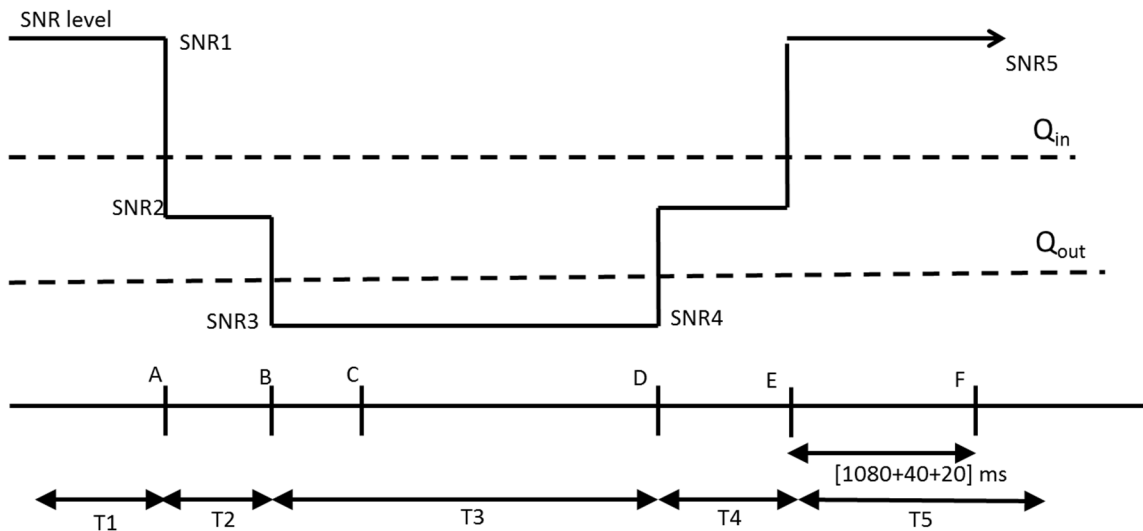 SNR level
SNR1
SNR5
Qin
SNR2
Qout
SNR3
SNR4
A
B
C
D
E
F
[1080+40+20] ms
T1
T2
T3
T4
T5